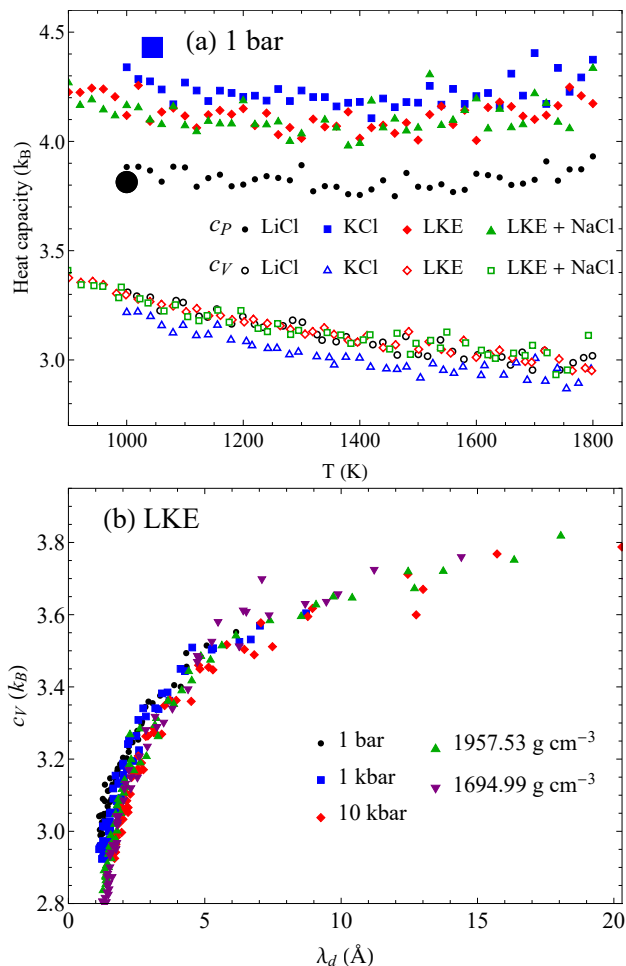 (a) 1 bar
4.5
4.0
3.5
3.0
Heat capacity (k_B)
c_P LiCl KCl LKE LKE + NaCl
c_V LiCl KCl LKE LKE + NaCl
1000 1200 1400 1600 1800
T (K)
(b) LKE
3.8
3.6
3.4
3.2
3.0
2.8
c_V (k_B)
1 bar 1957.53 g cm⁻³
1 kbar 1694.99 g cm⁻³
10 kbar
0 5 10 15 20
λ_d (Å)